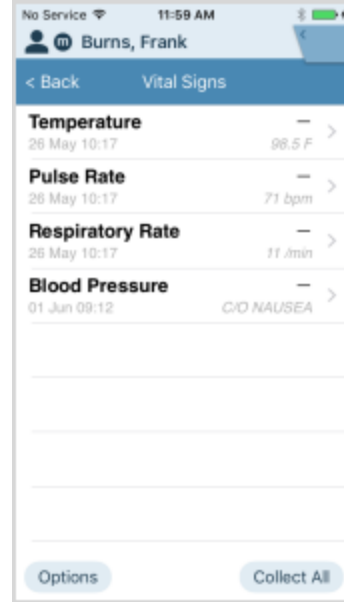 No Service 11:59 AM
m Burns, Frank
< Back Vital Signs
Temperature —
26 May 10:17 98.5 F
Pulse Rate —
26 May 10:17 71 bpm
Respiratory Rate —
26 May 10:17 11 /min
Blood Pressure —
01 Jun 09:12 C/O NAUSEA
Options Collect All